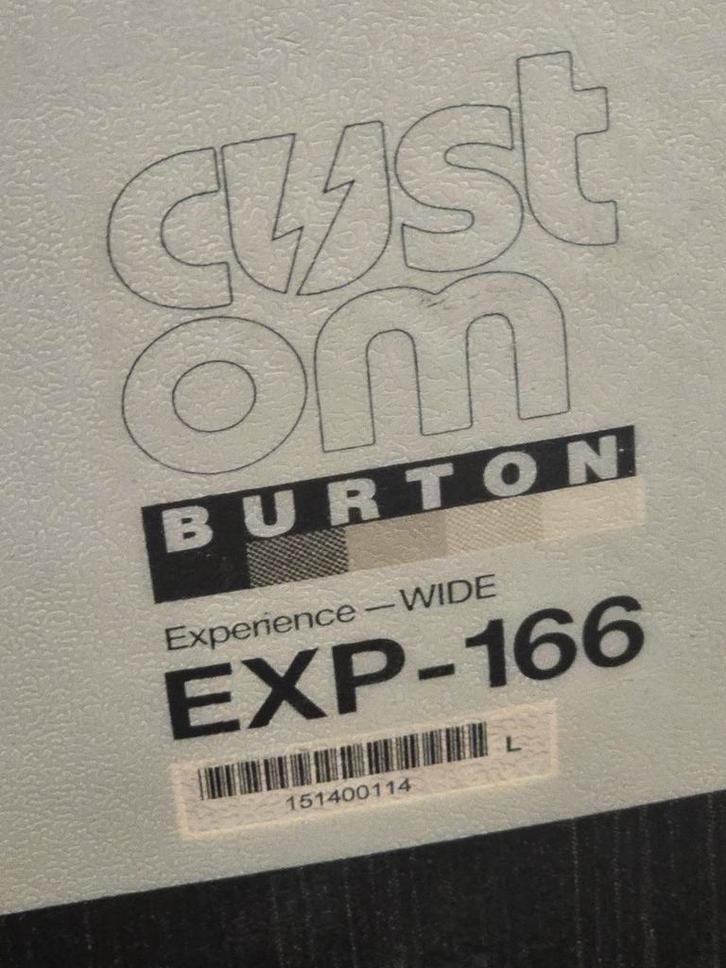 cust
om
BURTON
Experience – WIDE
EXP-166
L
151400114